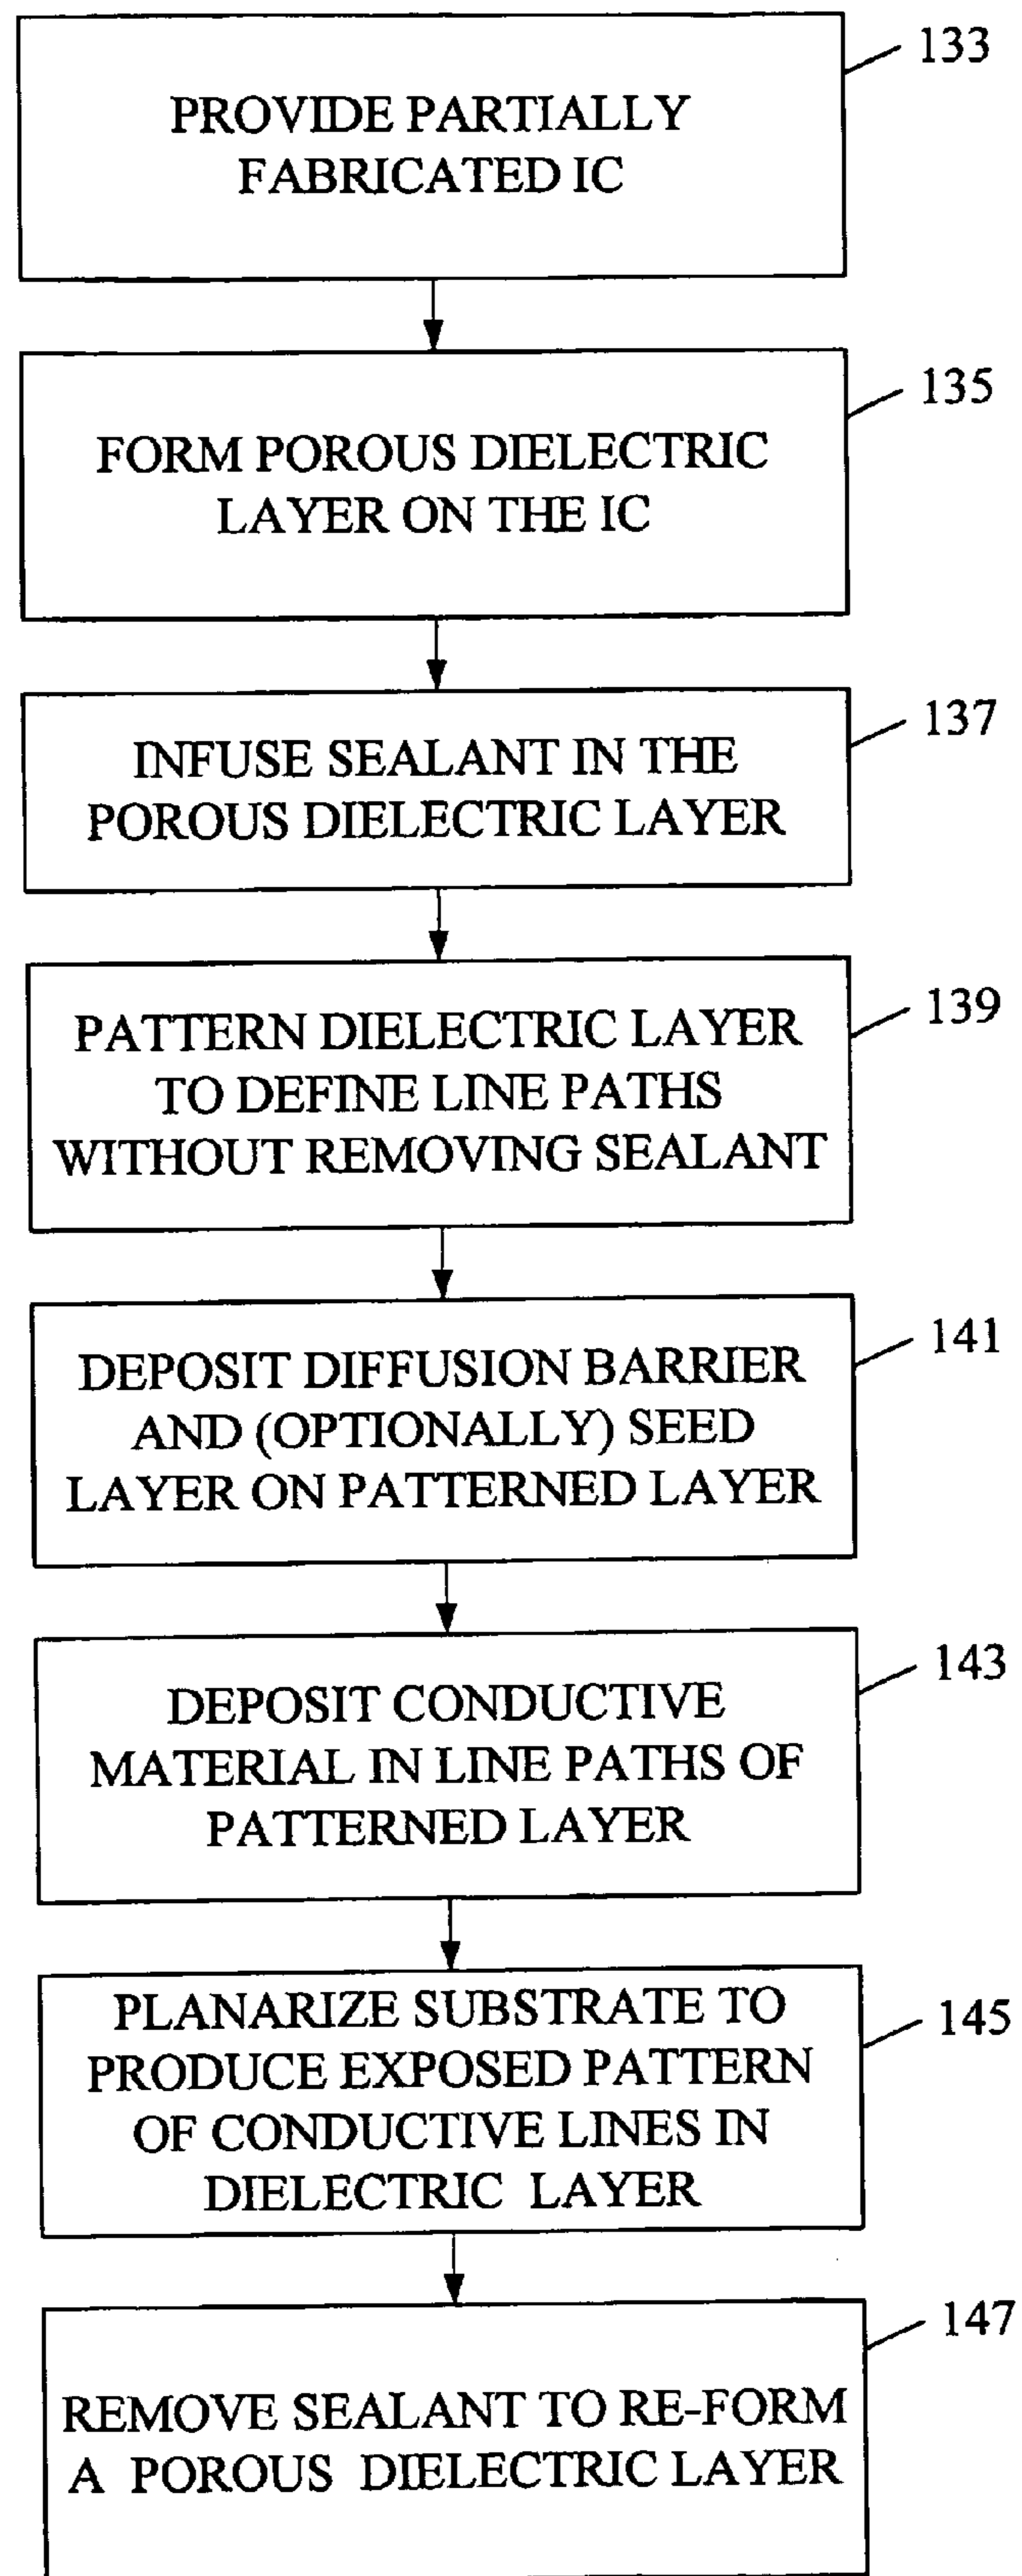 133
PROVIDE PARTIALLY
FABRICATED IC
135
FORM POROUS DIELECTRIC
LAYER ON THE IC
137
INFUSE SEALANT IN THE
POROUS DIELECTRIC LAYER
139
PATTERN DIELECTRIC LAYER
TO DEFINE LINE PATHS
WITHOUT REMOVING SEALANT
141
DEPOSIT DIFFUSION BARRIER
AND (OPTIONALLY) SEED
LAYER ON PATTERNED LAYER
143
DEPOSIT CONDUCTIVE
MATERIAL IN LINE PATHS OF
PATTERNED LAYER
145
PLANARIZE SUBSTRATE TO
PRODUCE EXPOSED PATTERN
OF CONDUCTIVE LINES IN
DIELECTRIC LAYER
147
REMOVE SEALANT TO RE-FORM
A POROUS DIELECTRIC LAYER